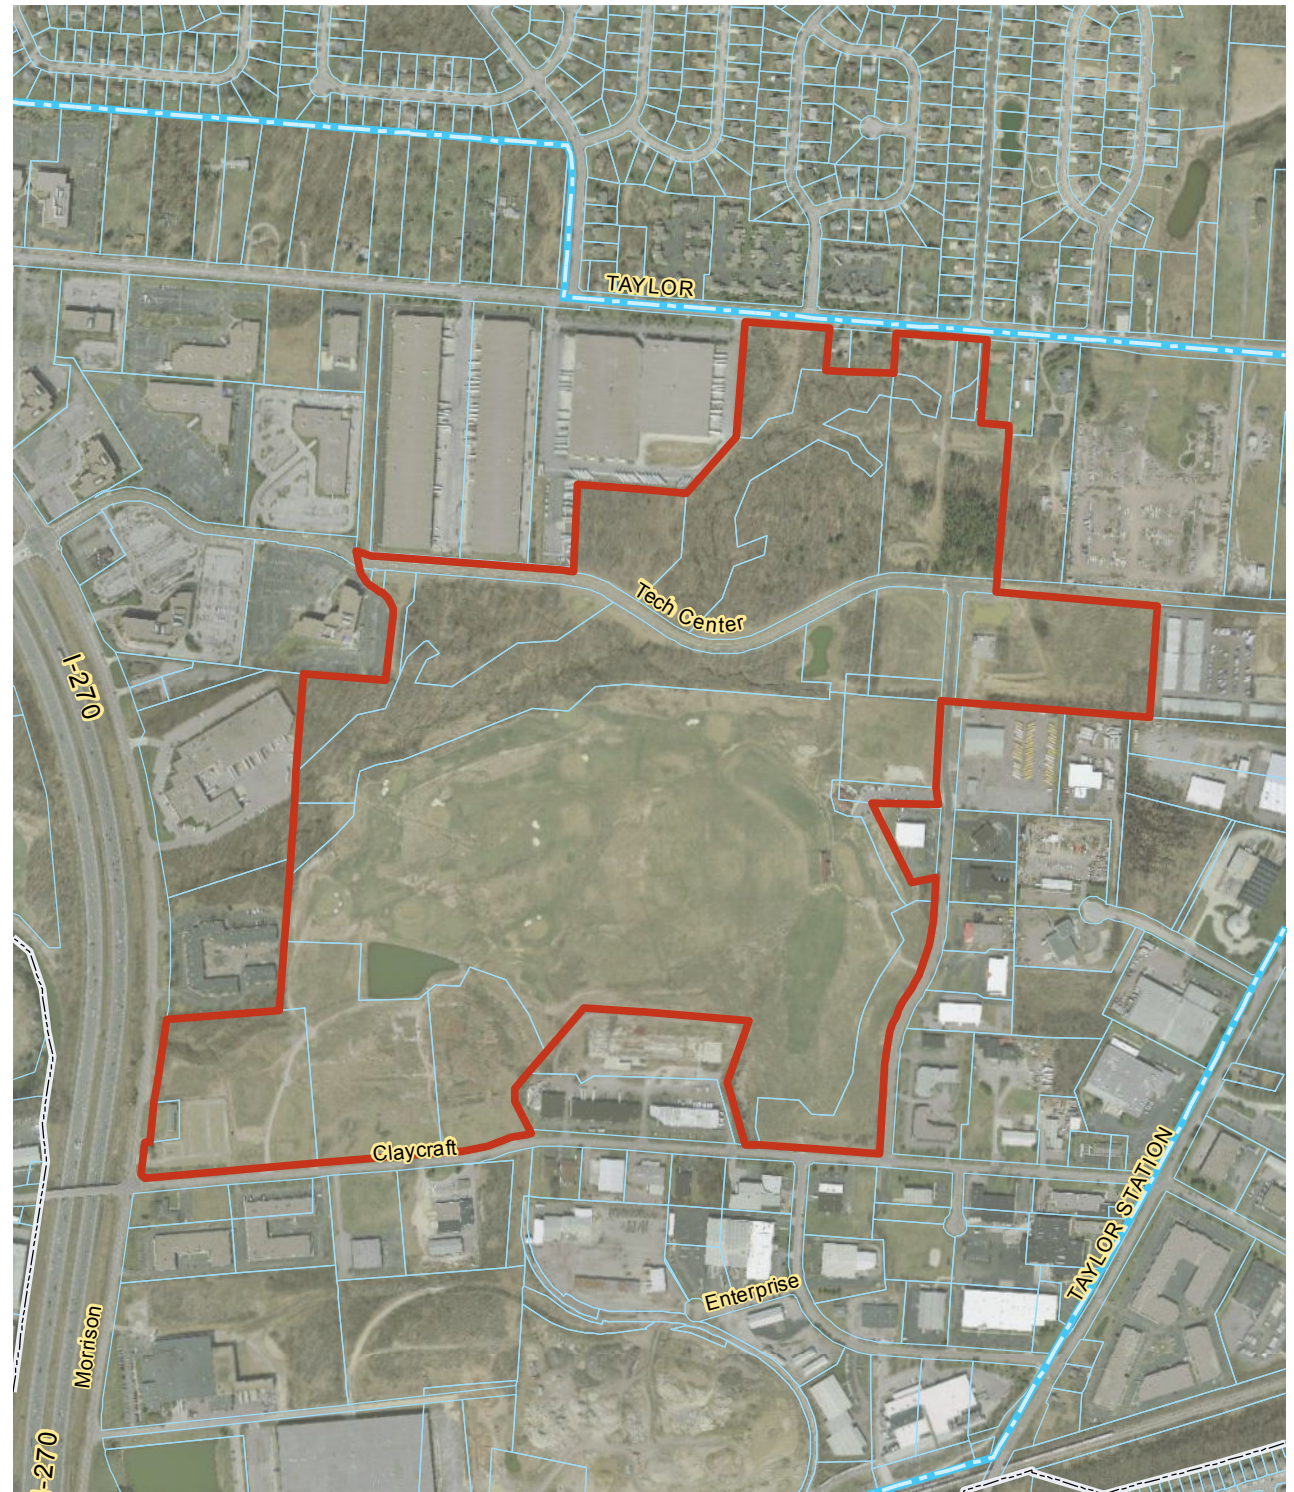 TAYLOR
Tech Center
I-270
Claycraft
TAYLOR STATION
Enterprise
Morrison
I-270